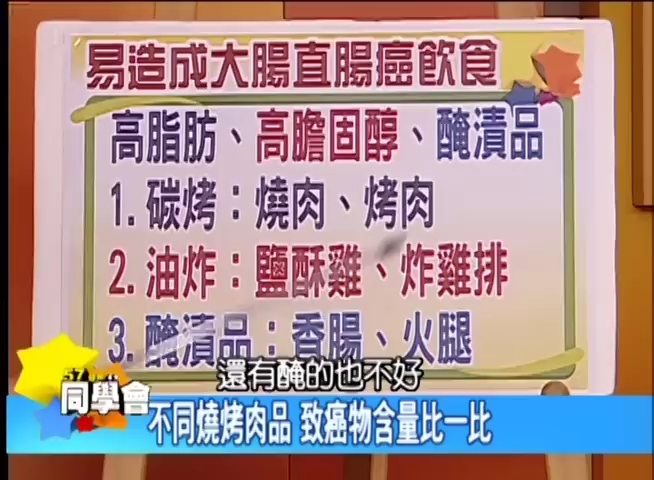 易造成大腸直腸癌飲食
高脂肪、高膽固醇、醃漬品
1. 碳烤：燒肉、烤肉
2. 油炸：鹽酥雞、炸雞排
3. 醃漬品：香腸、火腿
還有醃的也不好
57
同學會
不同燒烤肉品 致癌物含量比一比